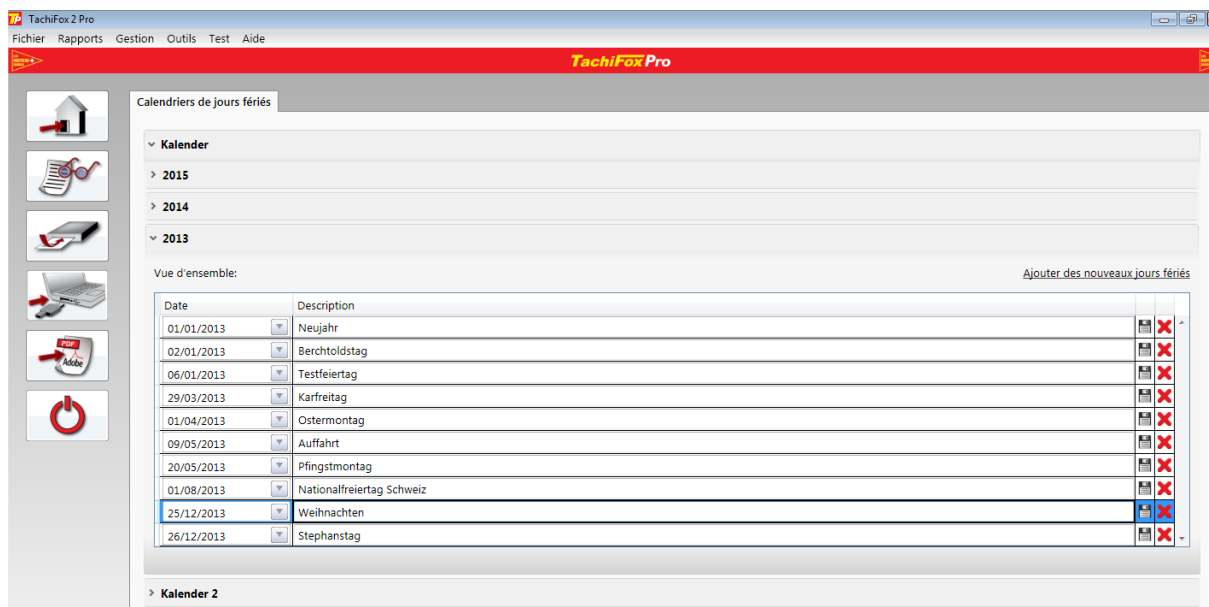 TachiFox 2 Pro
Fichier Rapports Gestion Outils Test Aide
TachiFox Pro
Calendriers de jours fériés
Kalender
2015
2014
2013
Vue d'ensemble:
Ajouter des nouveaux jours fériés
Date Description
01/01/2013 Neujahr
02/01/2013 Berchtoldstag
06/01/2013 Testfeiertag
29/03/2013 Karfreitag
01/04/2013 Ostermontag
09/05/2013 Auffahrt
20/05/2013 Pfingstmontag
01/08/2013 Nationalfreiertag Schweiz
25/12/2013 Weihnachten
26/12/2013 Stephanstag
Kalender 2
PDF
Adobe